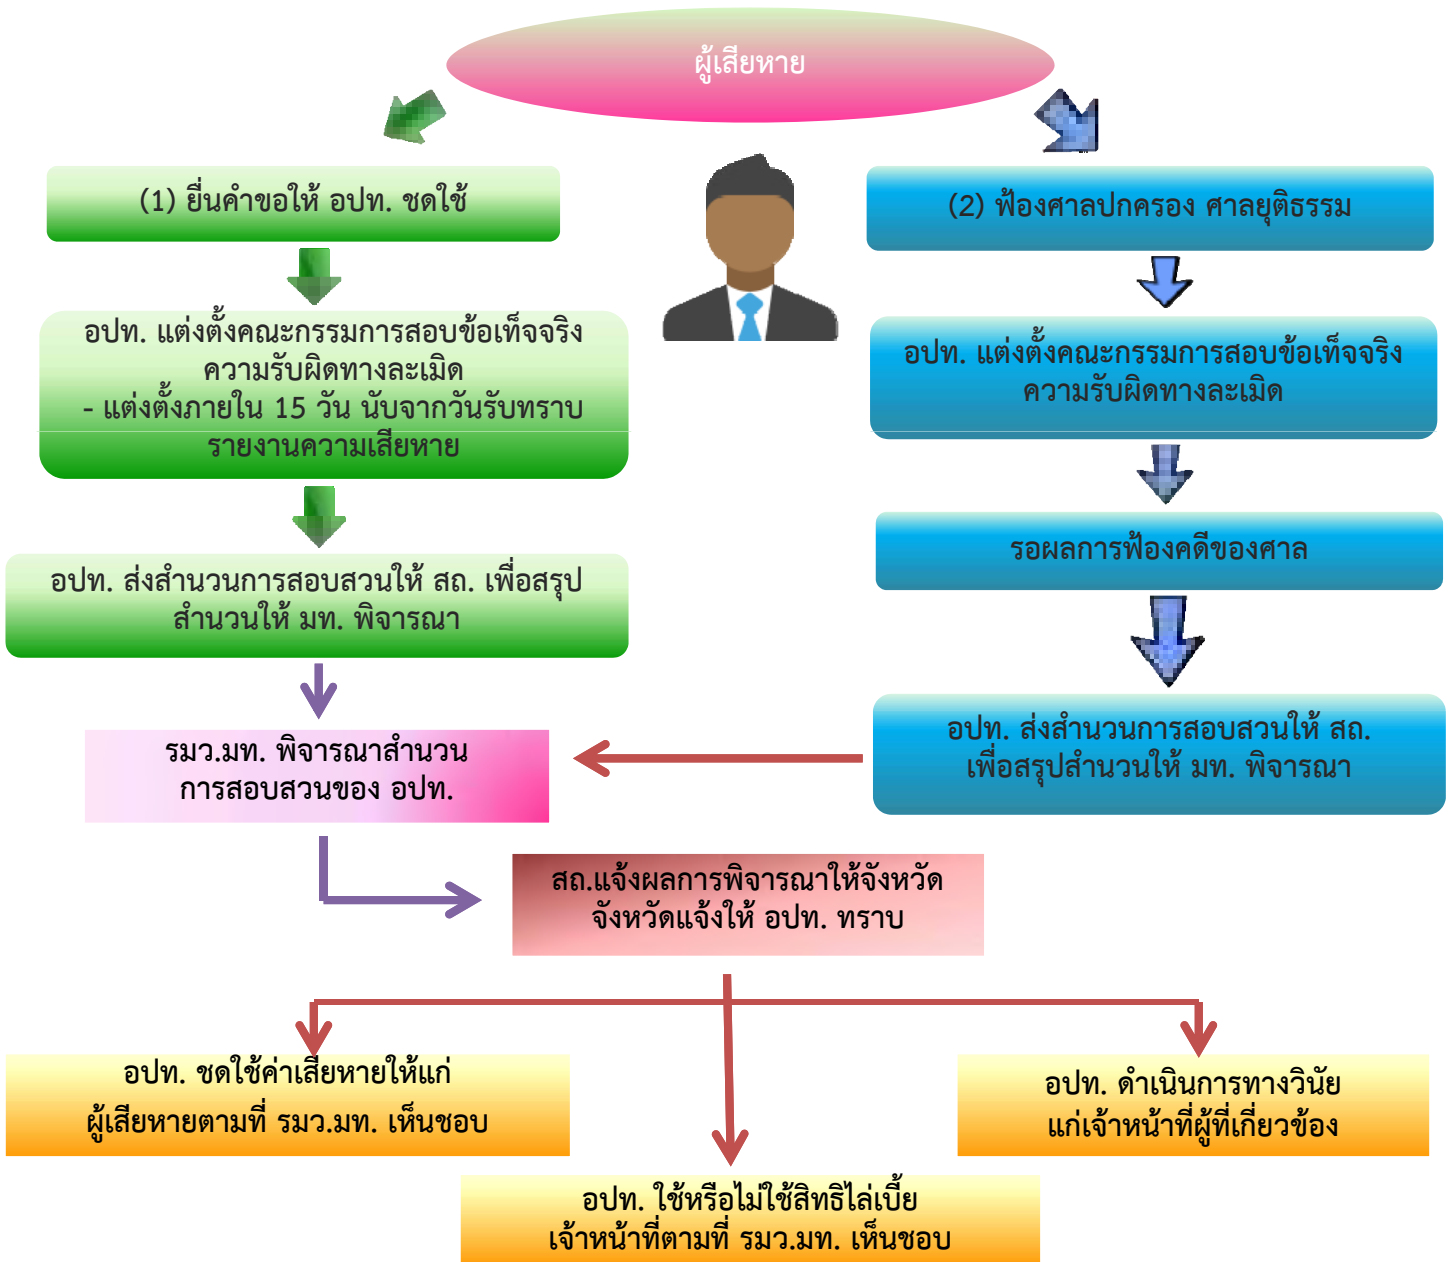 ผู้เสียหาย
(1) ยื่นคำขอให้ อปท. ชดใช้
(2) ฟ้องศาลปกครอง ศาลยุติธรรม
อปท. แต่งตั้งคณะกรรมการสอบข้อเท็จจริง
ความรับผิดทางละเมิด
- แต่งตั้งภายใน 15 วัน นับจากวันรับทราบ
รายงานความเสียหาย
อปท. แต่งตั้งคณะกรรมการสอบข้อเท็จจริง
ความรับผิดทางละเมิด
รอผลการฟ้องคดีของศาล
อปท. ส่งสำนวนการสอบสวนให้ สถ. เพื่อสรุป
สำนวนให้ มท. พิจารณา
อปท. ส่งสำนวนการสอบสวนให้ สถ.
เพื่อสรุปสำนวนให้ มท. พิจารณา
รมว.มท. พิจารณาสำนวน
การสอบสวนของ อปท.
สถ.แจ้งผลการพิจารณาให้จังหวัด
จังหวัดแจ้งให้ อปท. ทราบ
อปท. ชดใช้ค่าเสียหายให้แก่
ผู้เสียหายตามที่ รมว.มท. เห็นชอบ
อปท. ดำเนินการทางวินัย
แก่เจ้าหน้าที่ผู้ที่เกี่ยวข้อง
อปท. ใช้หรือไม่ใช้สิทธิไล่เบี้ย
เจ้าหน้าที่ตามที่ รมว.มท. เห็นชอบ